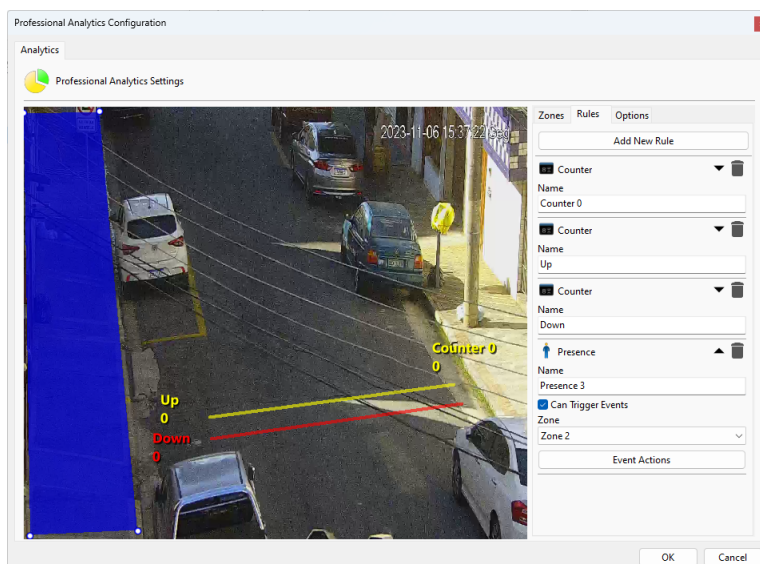 Professional Analytics Configuration
Analytics
Professional Analytics Settings
2023-11-06 15:37:22 Seg
Counter 0
0
Up
0
Down
0
Zones Rules Options
Add New Rule
Counter
Name
Counter 0
Counter
Name
Up
Counter
Name
Down
Presence
Name
Presence 3
Can Trigger Events
Zone
Zone 2
Event Actions
OK Cancel